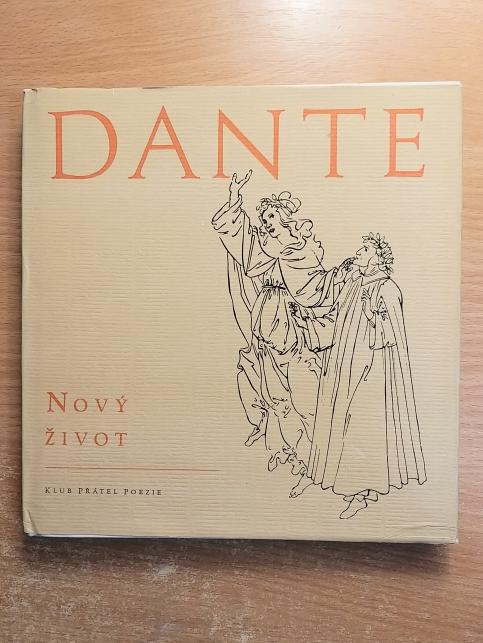 DANTE
NOVÝ
ŽIVOT
KLUB PŘÁTEL POEZIE